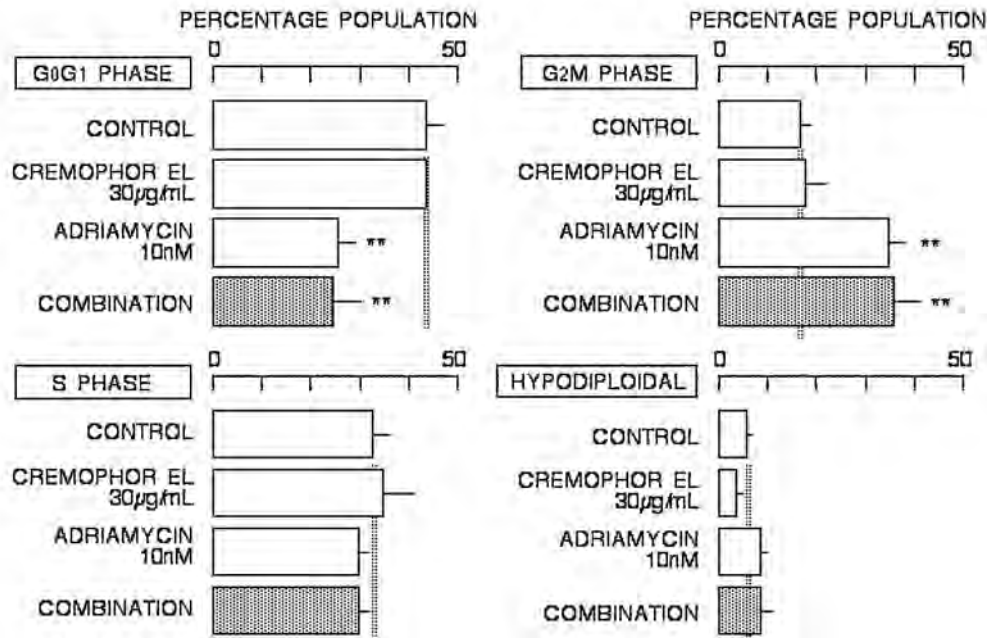 PERCENTAGE POPULATION
0 50
G0G1 PHASE
CONTROL
CREMOPHOR EL
30µg/mL
ADRIAMYCIN
10nM
**
COMBINATION
**
PERCENTAGE POPULATION
0 50
G2M PHASE
CONTROL
CREMOPHOR EL
30µg/mL
ADRIAMYCIN
10nM
**
COMBINATION
**
0 50
S PHASE
CONTROL
CREMOPHOR EL
30µg/mL
ADRIAMYCIN
10nM
COMBINATION
0 50
HYPODIPLOIDAL
CONTROL
CREMOPHOR EL
30µg/mL
ADRIAMYCIN
10nM
COMBINATION